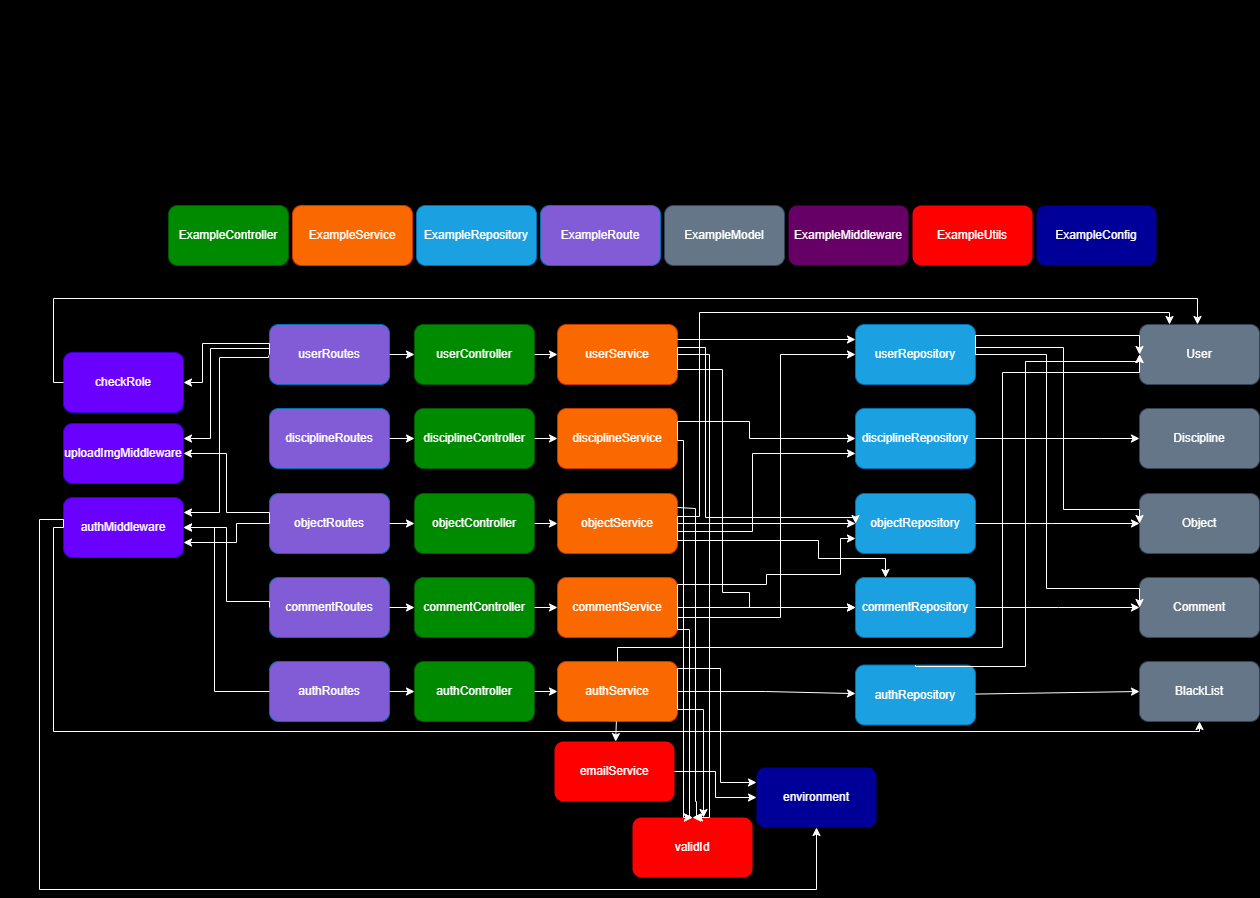 ExampleController
ExampleService
ExampleRepository
ExampleRoute
ExampleModel
ExampleMiddleware
ExampleUtils
ExampleConfig
userRoutes
userController
userService
userRepository
User
checkRole
disciplineRoutes
disciplineController
disciplineService
disciplineRepository
Discipline
uploadImgMiddleware
objectRoutes
objectController
objectService
objectRepository
Object
authMiddleware
commentRoutes
commentController
commentService
commentRepository
Comment
authRoutes
authController
authService
authRepository
BlackList
emailService
environment
validId